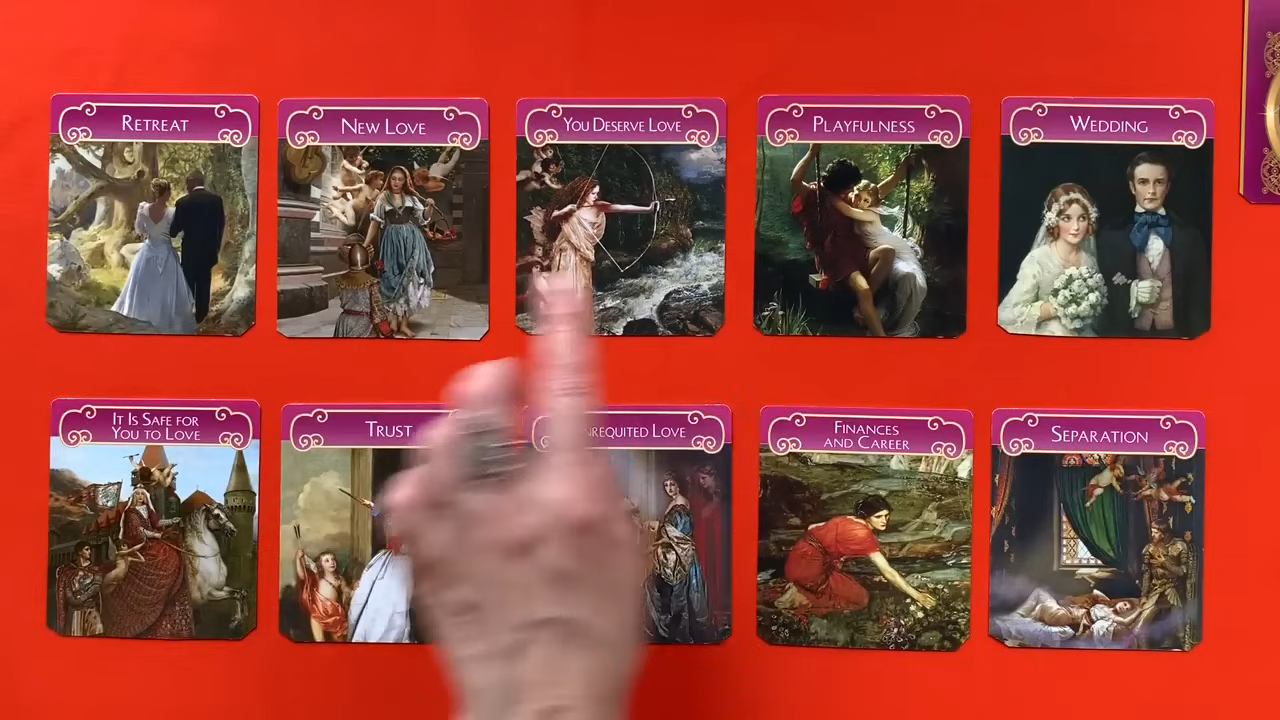 RETREAT
NEW LOVE
YOU DESERVE LOVE
PLAYFULNESS
WEDDING
IT IS SAFE FOR
YOU TO LOVE
TRUST
LOVE
FINANCES
AND CAREER
SEPARATION